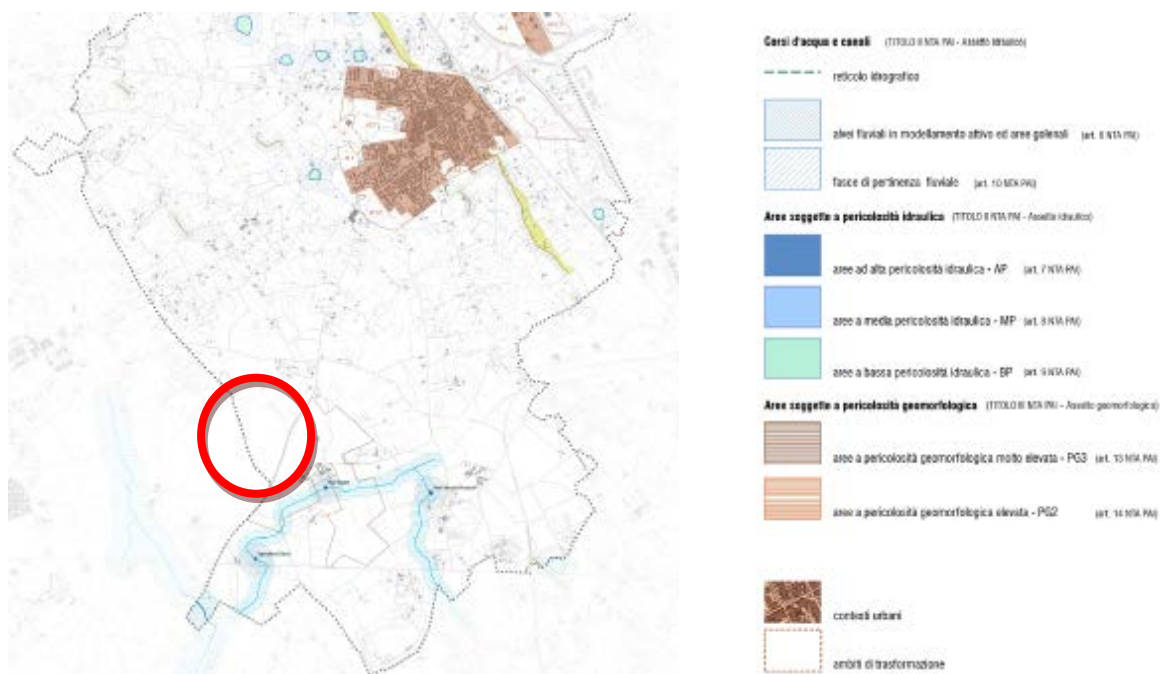 Corsi d'acqua e canali (TITOLO II NTA PAI - Assetto Idraulico)
reticolo idrografico
alvei fluviali in modellamento attivo ed aree golenali (art. 6 NTA PAI)
fasce di pertinenza fluviale (art. 10 NTA PAI)
Aree soggette a pericolosità idraulica (TITOLO II NTA PAI - Assetto idraulico)
aree ad alta pericolosità idraulica - AP (art. 7 NTA PAI)
aree a media pericolosità idraulica - MP (art. 8 NTA PAI)
aree a bassa pericolosità idraulica - BP (art. 9 NTA PAI)
Aree soggette a pericolosità geomorfologica (TITOLO III NTA PAI - Assetto geomorfologico)
aree a pericolosità geomorfologica molto elevata - PG3 (art. 13 NTA PAI)
aree a pericolosità geomorfologica elevata - PG2 (art. 14 NTA PAI)
contesti urbani
ambiti di trasformazione